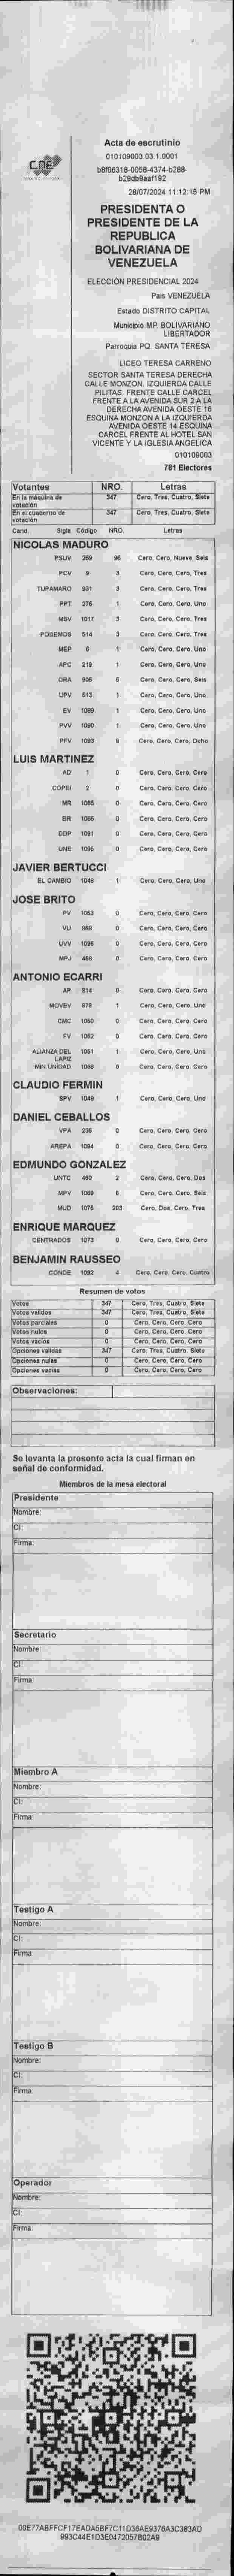 CNE
Acta de escrutinio
010109003.03.1.0001
b9f06318-0058-4374-b288-
b29db9aaf192
28/07/2024 11:12:15 PM
PRESIDENTA O
PRESIDENTE DE LA
REPUBLICA
BOLIVARIANA DE
VENEZUELA
ELECCIÓN PRESIDENCIAL 2024
País VENEZUELA
Estado DISTRITO CAPITAL
Municipio MP. BOLIVARIANO
LIBERTADOR
Parroquia PQ. SANTA TERESA
LICEO TERESA CARRENO
SECTOR SANTA TERESA DERECHA
CALLE MONZON. IZQUIERDA CALLE
PILITAS. FRENTE CALLE CARCEL
FRENTE A LA AVENIDA SUR 2 A LA
DERECHA AVENIDA OESTE 16
ESQUINA MONZON A LA IZQUIERDA
AVENIDA OESTE 14 ESQUINA
CARCEL FRENTE AL HOTEL SAN
VICENTE Y LA IGLESIA ANGELICA
010109003
781 Electores
Votantes NRO. Letras
En la máquina de votación 347 Cero, Tres, Cuatro, Siete
En el cuaderno de votación 347 Cero, Tres, Cuatro, Siete
Cand. Sigla Código NRO. Letras
NICOLAS MADURO
PSUV 269 96 Cero, Cero, Nueve, Seis
PCV 9 3 Cero, Cero, Cero, Tres
TUPAMARO 931 3 Cero, Cero, Cero, Tres
PPT 276 1 Cero, Cero, Cero, Uno
MSV 1017 3 Cero, Cero, Cero, Tres
PODEMOS 514 3 Cero, Cero, Cero, Tres
MEP 6 1 Cero, Cero, Cero, Uno
APC 219 1 Cero, Cero, Cero, Uno
ORA 906 6 Cero, Cero, Cero, Seis
UPV 613 1 Cero, Cero, Cero, Uno
EV 1089 1 Cero, Cero, Cero, Uno
PVV 1090 1 Cero, Cero, Cero, Uno
PFV 1093 8 Cero, Cero, Cero, Ocho
LUIS MARTINEZ
AD 1 0 Cero, Cero, Cero, Cero
COPEI 2 0 Cero, Cero, Cero, Cero
MR 1065 0 Cero, Cero, Cero, Cero
BR 1066 0 Cero, Cero, Cero, Cero
DDP 1091 0 Cero, Cero, Cero, Cero
UNE 1096 0 Cero, Cero, Cero, Cero
JAVIER BERTUCCI
EL CAMBIO 1046 1 Cero, Cero, Cero, Uno
JOSE BRITO
PV 1053 0 Cero, Cero, Cero, Cero
VU 968 0 Cero, Cero, Cero, Cero
UVV 1096 0 Cero, Cero, Cero, Cero
MPJ 468 0 Cero, Cero, Cero, Cero
ANTONIO ECARRI
AP 814 0 Cero, Cero, Cero, Cero
MOVEV 978 1 Cero, Cero, Cero, Uno
CMC 1060 0 Cero, Cero, Cero, Cero
FV 1062 0 Cero, Cero, Cero, Cero
ALIANZA DEL LAPIZ 1061 1 Cero, Cero, Cero, Uno
MIN UNIDAD 1068 0 Cero, Cero, Cero, Cero
CLAUDIO FERMIN
SPV 1049 1 Cero, Cero, Cero, Uno
DANIEL CEBALLOS
VPA 236 0 Cero, Cero, Cero, Cero
AREPA 1094 0 Cero, Cero, Cero, Cero
EDMUNDO GONZALEZ
UNTC 460 2 Cero, Cero, Cero, Dos
MPV 1069 6 Cero, Cero, Cero, Seis
MUD 1075 203 Cero, Dos, Cero, Tres
ENRIQUE MARQUEZ
CENTRADOS 1073 0 Cero, Cero, Cero, Cero
BENJAMIN RAUSSEO
CONDE 1092 4 Cero, Cero, Cero, Cuatro
Resumen de votos
Votos 347 Cero, Tres, Cuatro, Siete
Votos validos 347 Cero, Tres, Cuatro, Siete
Votos parciales 0 Cero, Cero, Cero, Cero
Votos nulos 0 Cero, Cero, Cero, Cero
Votos vacios 0 Cero, Cero, Cero, Cero
Opciones validas 347 Cero, Tres, Cuatro, Siete
Opciones nulas 0 Cero, Cero, Cero, Cero
Opciones vacias 0 Cero, Cero, Cero, Cero
Observaciones:
Se levanta la presente acta la cual firman en
señal de conformidad.
Miembros de la mesa electoral
Presidente
Nombre:
CI:
Firma:
Secretario
Nombre:
CI:
Firma:
Miembro A
Nombre:
CI:
Firma:
Testigo A
Nombre:
CI:
Firma:
Testigo B
Nombre:
CI:
Firma:
Operador
Nombre:
CI:
Firma:
00E77ABFFCF17EADA5BF7C11D36AE9376A3C383AD
993C44E1D3E0472057B02A9